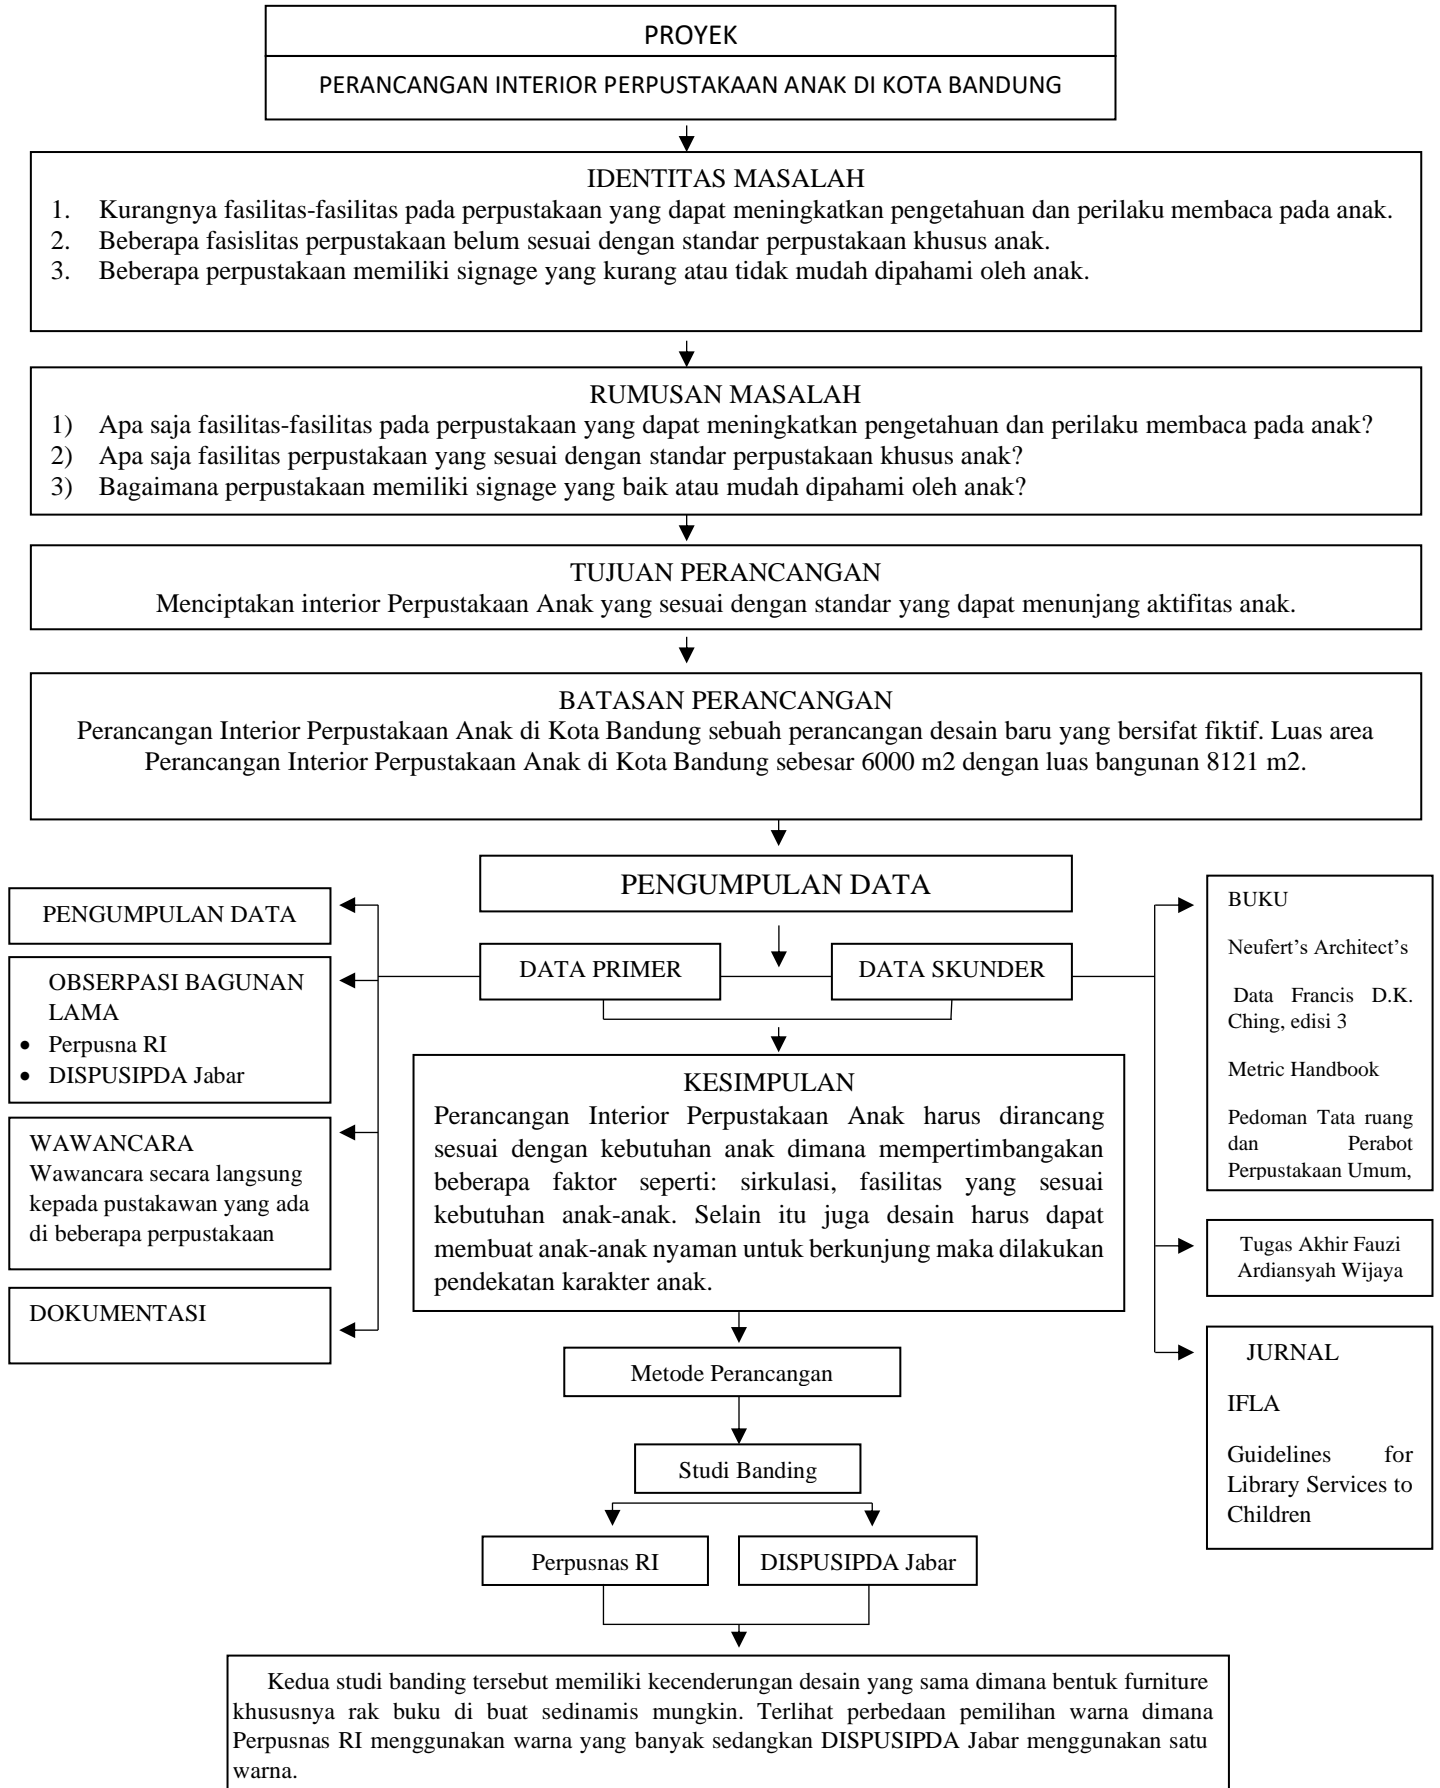 PROYEK
PERANCANGAN INTERIOR PERPUSTAKAAN ANAK DI KOTA BANDUNG
IDENTITAS MASALAH
1. Kurangnya fasilitas-fasilitas pada perpustakaan yang dapat meningkatkan pengetahuan dan perilaku membaca pada anak.
2. Beberapa fasislitas perpustakaan belum sesuai dengan standar perpustakaan khusus anak.
3. Beberapa perpustakaan memiliki signage yang kurang atau tidak mudah dipahami oleh anak.
RUMUSAN MASALAH
1) Apa saja fasilitas-fasilitas pada perpustakaan yang dapat meningkatkan pengetahuan dan perilaku membaca pada anak?
2) Apa saja fasilitas perpustakaan yang sesuai dengan standar perpustakaan khusus anak?
3) Bagaimana perpustakaan memiliki signage yang baik atau mudah dipahami oleh anak?
TUJUAN PERANCANGAN
Menciptakan interior Perpustakaan Anak yang sesuai dengan standar yang dapat menunjang aktifitas anak.
BATASAN PERANCANGAN
Perancangan Interior Perpustakaan Anak di Kota Bandung sebuah perancangan desain baru yang bersifat fiktif. Luas area
Perancangan Interior Perpustakaan Anak di Kota Bandung sebesar 6000 m2 dengan luas bangunan 8121 m2.
PENGUMPULAN DATA
DATA PRIMER
DATA SKUNDER
PENGUMPULAN DATA
OBSERPASI BAGUNAN
LAMA
• Perpusna RI
• DISPUSIPDA Jabar
WAWANCARA
Wawancara secara langsung
kepada pustakawan yang ada
di beberapa perpustakaan
DOKUMENTASI
BUKU
Neufert's Architect's
Data Francis D.K.
Ching, edisi 3
Metric Handbook
Pedoman Tata ruang
dan Perabot
Perpustakaan Umum,
Tugas Akhir Fauzi
Ardiansyah Wijaya
JURNAL
IFLA
Guidelines for
Library Services to
Children
KESIMPULAN
Perancangan Interior Perpustakaan Anak harus dirancang
sesuai dengan kebutuhan anak dimana mempertimbangakan
beberapa faktor seperti: sirkulasi, fasilitas yang sesuai
kebutuhan anak-anak. Selain itu juga desain harus dapat
membuat anak-anak nyaman untuk berkunjung maka dilakukan
pendekatan karakter anak.
Metode Perancangan
Studi Banding
Perpusnas RI
DISPUSIPDA Jabar
Kedua studi banding tersebut memiliki kecenderungan desain yang sama dimana bentuk furniture
khususnya rak buku di buat sedinamis mungkin. Terlihat perbedaan pemilihan warna dimana
Perpusnas RI menggunakan warna yang banyak sedangkan DISPUSIPDA Jabar menggunakan satu
warna.